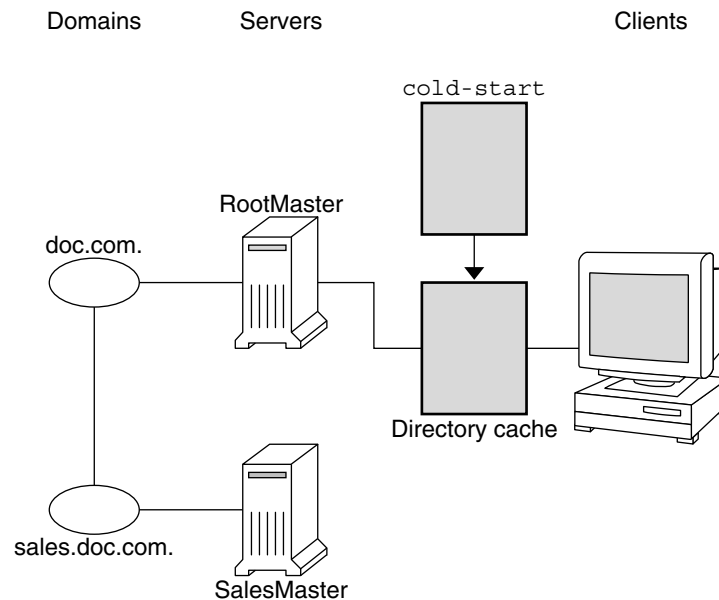 Domains
Servers
Clients
cold-start
RootMaster
doc.com.
Directory cache
sales.doc.com.
SalesMaster